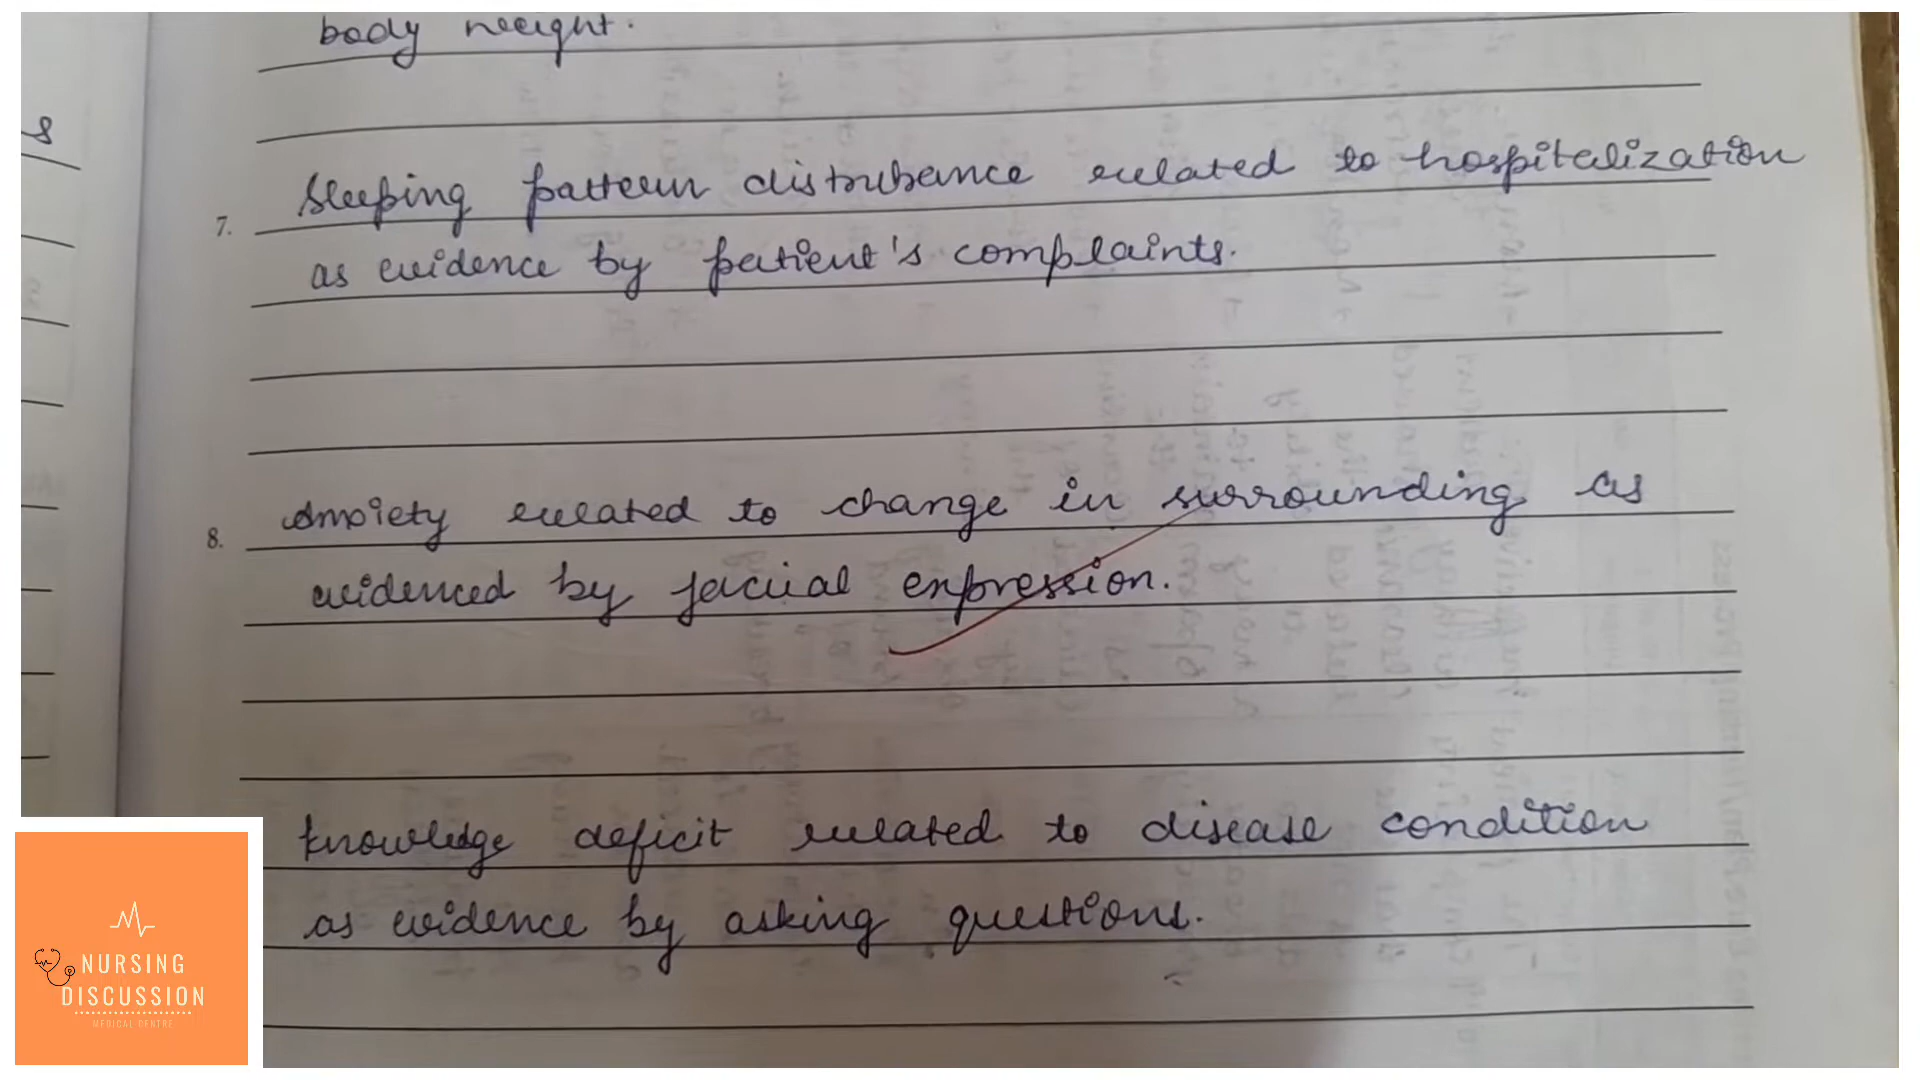 body weight.
7. Sleeping pattern disturbance related to hospitalization
as evidence by patient's complaints.
8. Anxiety related to change in surrounding as
evidenced by facial expression.
knowledge deficit related to disease condition
as evidence by asking questions.
s
NURSING
DISCUSSION
MEDICAL CENTRE